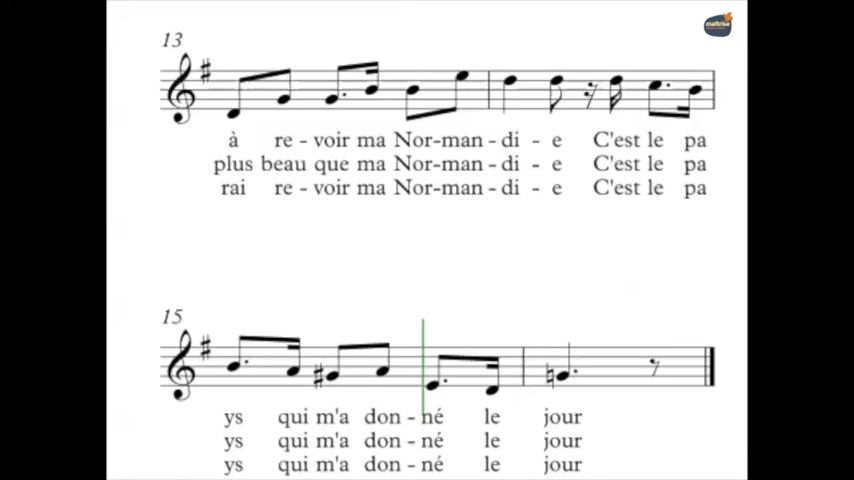 maîtrise
13
à re - voir ma Nor-man - di - e C'est le pa
plus beau que ma Nor-man - di - e C'est le pa
rai re - voir ma Nor-man - di - e C'est le pa
15
ys qui m'a don - né le jour
ys qui m'a don - né le jour
ys qui m'a don - né le jour